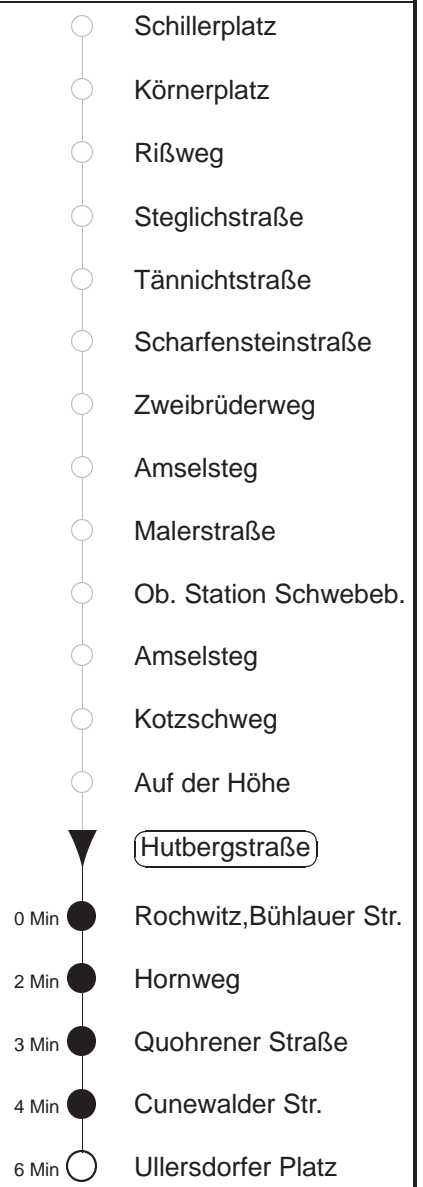 Schillerplatz
Körnerplatz
Rißweg
Steglichstraße
Tännichtstraße
Scharfensteinstraße
Zweibrüderweg
Amselsteg
Malerstraße
Ob. Station Schwebeb.
Amselsteg
Kotzschweg
Auf der Höhe
Hutbergstraße
0 Min Rochwitz,Bühlauer Str.
2 Min Hornweg
3 Min Quohrener Straße
4 Min Cunewalder Str.
6 Min Ullersdorfer Platz